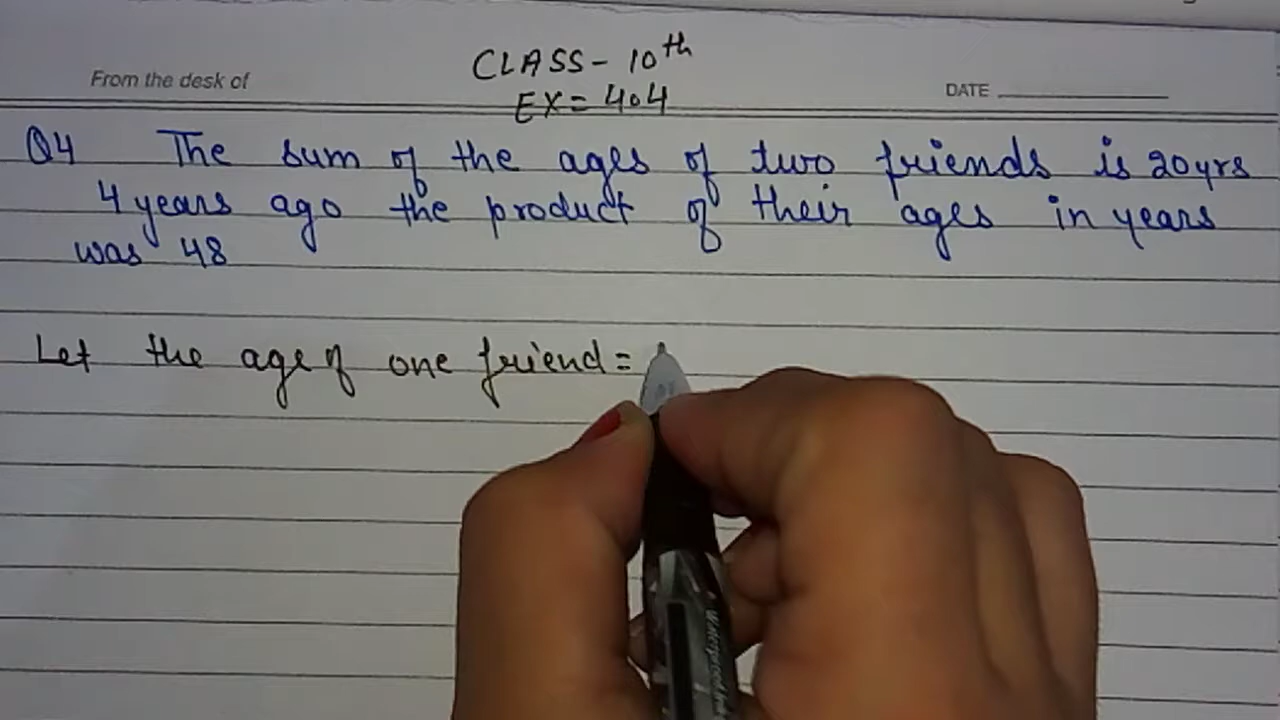 CLASS - 10th
From the desk of
DATE
EX = 4.4
Q4 The sum of the ages of two friends is 20yrs
4 years ago the product of their ages in years
was 48
Let the age of one friend =